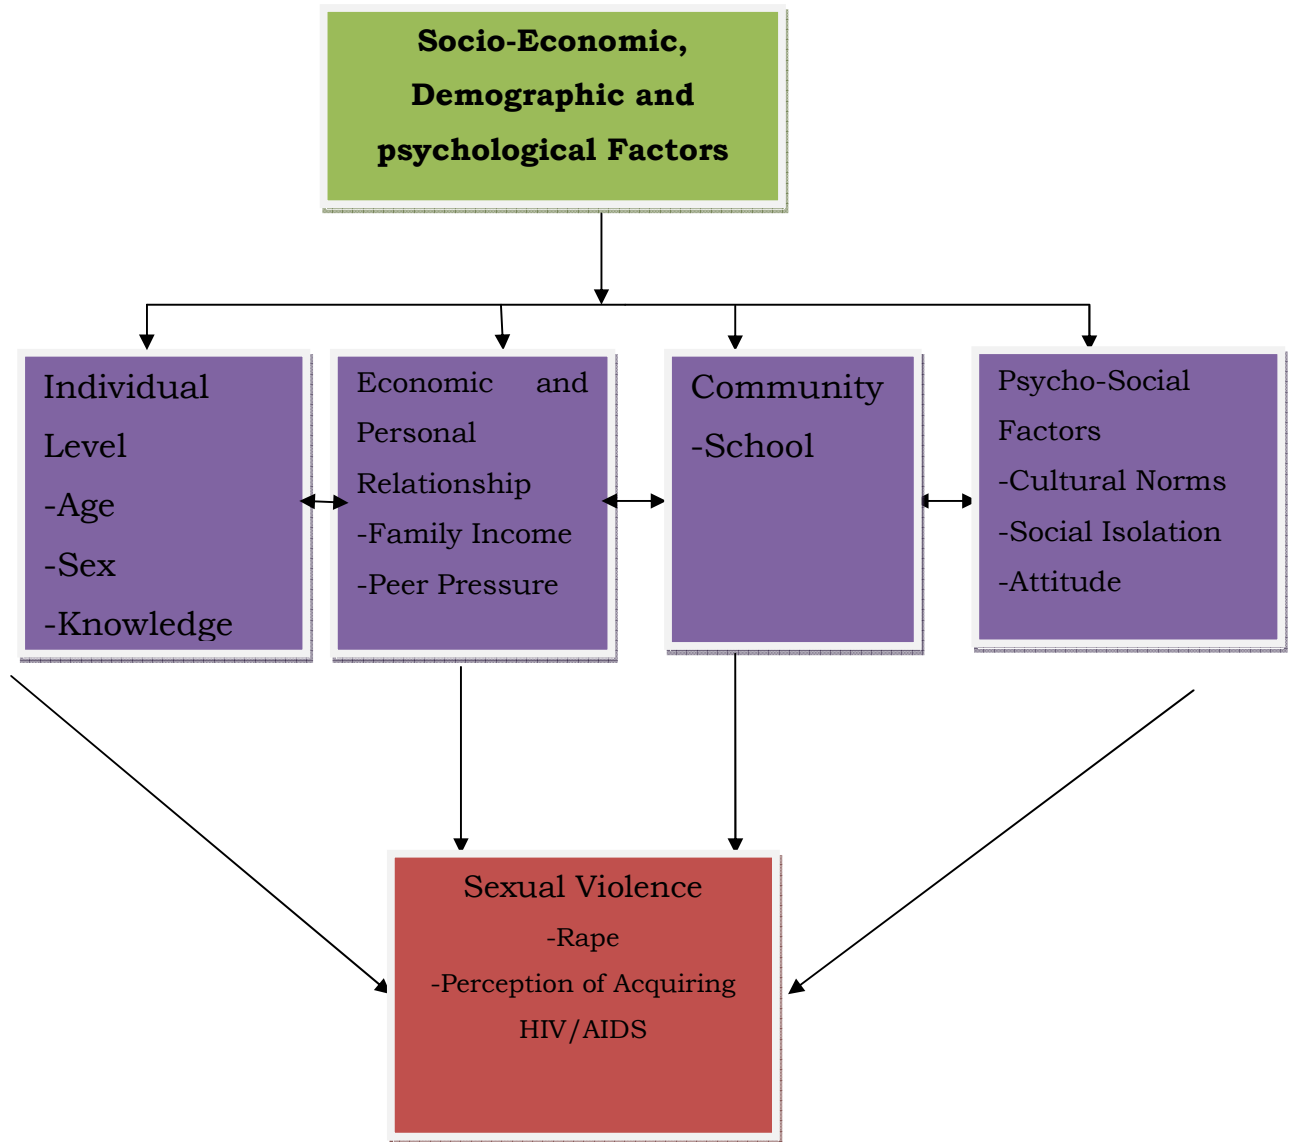 Socio-Economic,
Demographic and
psychological Factors
Individual
Level
-Age
-Sex
-Knowledge
Economic and
Personal
Relationship
-Family Income
-Peer Pressure
Community
-School
Psycho-Social
Factors
-Cultural Norms
-Social Isolation
-Attitude
Sexual Violence
-Rape
-Perception of Acquiring
HIV/AIDS